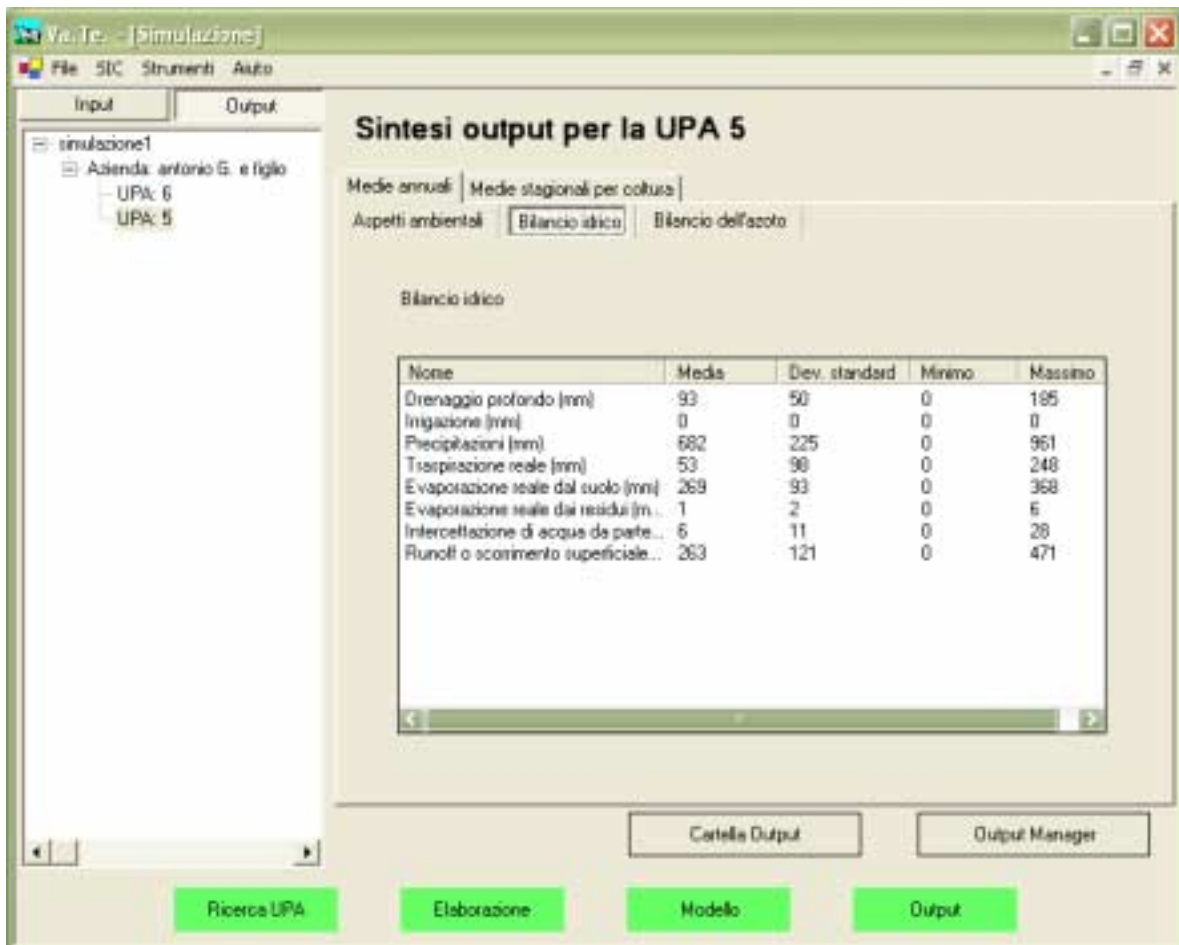 Va.Te. - [Simulazione]
File SIC Strumenti Aiuto
Input Output
simulazione1
Azienda: antonio G. e figlio
UPA: 6
UPA: 5
Sintesi output per la UPA 5
Medie annuali Medie stagionali per coltura
Aspetti ambientali Bilancio idrico Bilancio dell'azoto
Bilancio idrico
Nome Media Dev. standard Minimo Massimo
Drenaggio profondo (mm) 93 50 0 185
Irrigazione (mm) 0 0 0 0
Precipitazioni (mm) 682 225 0 961
Traspirazione reale (mm) 53 98 0 248
Evaporazione reale dal suolo (mm) 269 93 0 368
Evaporazione reale dai residui (m... 1 2 0 6
Intercettazione di acqua da parte... 6 11 0 28
Runoff o scorrimento superficiale... 263 121 0 471
Cartella Output Output Manager
Ricerca UPA Elaborazione Modello Output